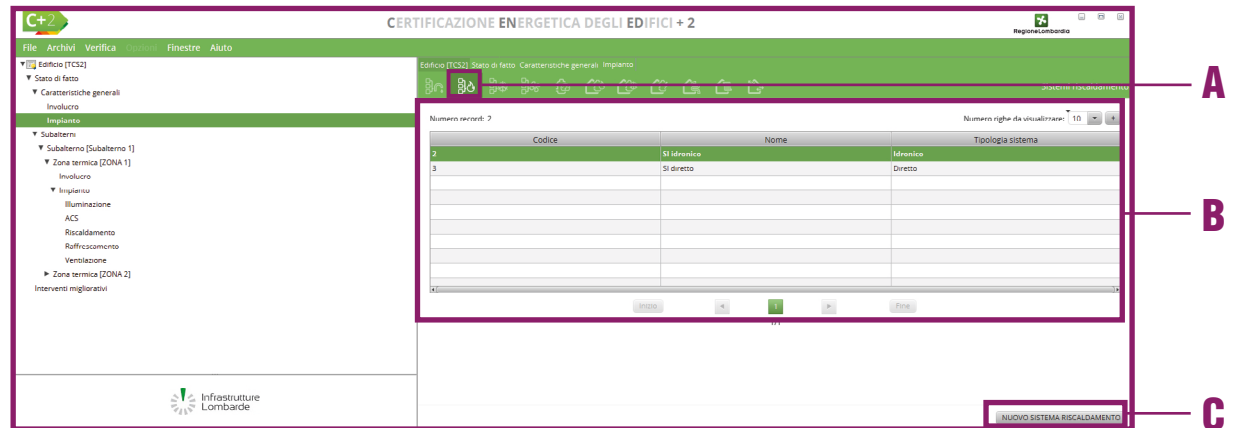 C+2
CERTIFICAZIONE ENERGETICA DEGLI EDIFICI + 2
RegioneLombardia
File Archivi Verifica Opzioni Finestre Aiuto
Edificio [TCS2]
Stato di fatto
Caratteristiche generali
Involucro
Impianto
Subalterni
Subalterno [Subalterno 1]
Zona termica [ZONA 1]
Involucro
Impianto
Illuminazione
ACS
Riscaldamento
Raffrescamento
Ventilazione
Zona termica [ZONA 2]
Interventi migliorativi
Infrastrutture
Lombarde
Edificio [TCS2] Stato di fatto Caratteristiche generali Impianto
Sistemi riscaldamento
A
Numero record: 2 Numero righe da visualizzare: 10
Codice Nome Tipologia sistema
2 SI idronico Idronico
3 SI diretto Diretto
B
Inizio 1 Fine
1/1
NUOVO SISTEMA RISCALDAMENTO
C